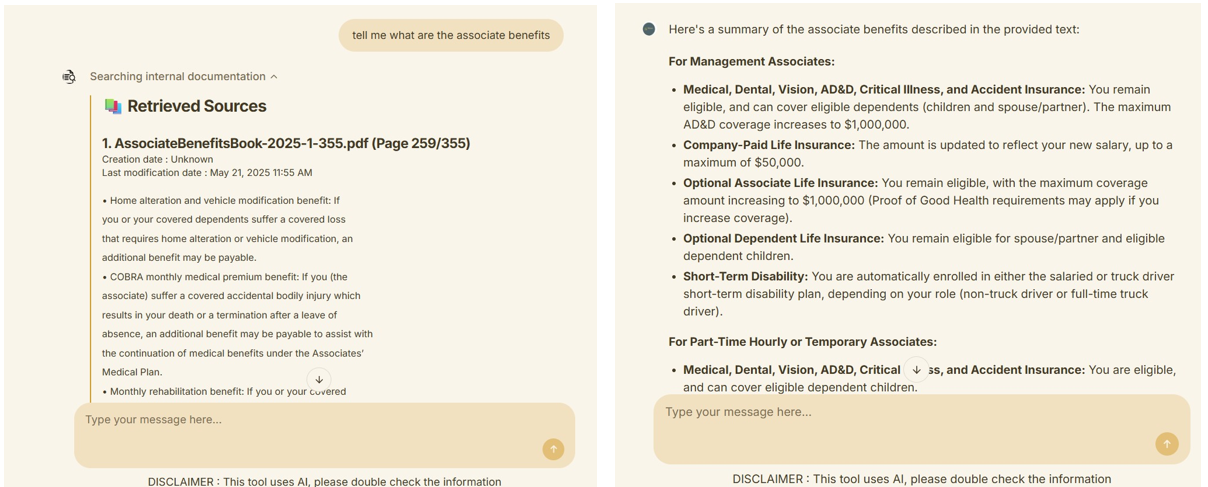 tell me what are the associate benefits
Searching internal documentation
Retrieved Sources
1. AssociateBenefitsBook-2025-1-355.pdf (Page 259/355)
Creation date : Unknown
Last modification date : May 21, 2025 11:55 AM
• Home alteration and vehicle modification benefit: If
you or your covered dependents suffer a covered loss
that requires home alteration or vehicle modification, an
additional benefit may be payable.
• COBRA monthly medical premium benefit: If you (the
associate) suffer a covered accidental bodily injury which
results in your death or a termination after a leave of
absence, an additional benefit may be payable to assist with
the continuation of medical benefits under the Associates'
Medical Plan.
• Monthly rehabilitation benefit: If you or your covered
Type your message here...
DISCLAIMER : This tool uses AI, please double check the information
Here's a summary of the associate benefits described in the provided text:
For Management Associates:
• Medical, Dental, Vision, AD&D, Critical Illness, and Accident Insurance: You remain
eligible, and can cover eligible dependents (children and spouse/partner). The maximum
AD&D coverage increases to $1,000,000.
• Company-Paid Life Insurance: The amount is updated to reflect your new salary, up to a
maximum of $50,000.
• Optional Associate Life Insurance: You remain eligible, with the maximum coverage
amount increasing to $1,000,000 (Proof of Good Health requirements may apply if you
increase coverage).
• Optional Dependent Life Insurance: You remain eligible for spouse/partner and eligible
dependent children.
• Short-Term Disability: You are automatically enrolled in either the salaried or truck driver
short-term disability plan, depending on your role (non-truck driver or full-time truck
driver).
For Part-Time Hourly or Temporary Associates:
• Medical, Dental, Vision, AD&D, Critical ss, and Accident Insurance: You are eligible,
and can cover eligible dependent children.
Type your message here...
DISCLAIMER : This tool uses AI, please double check the information